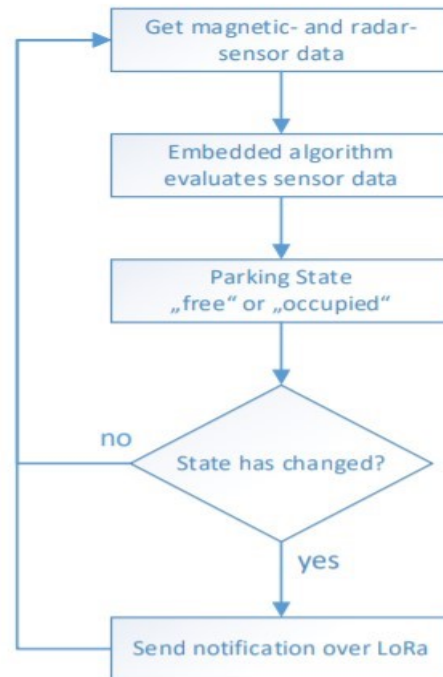 Get magnetic- and radar-
sensor data
Embedded algorithm
evaluates sensor data
Parking State
„free“ or „occupied“
no
State has changed?
yes
Send notification over LoRa